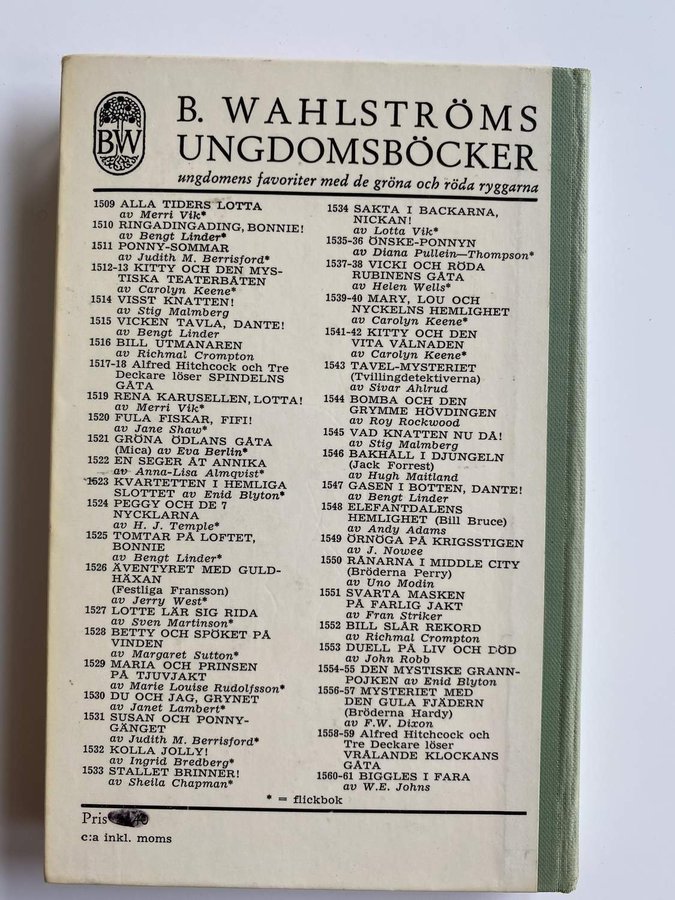 BW
B. WAHLSTRÖMS
UNGDOMSBÖCKER
ungdomens favoriter med de gröna och röda ryggarna
1509 ALLA TIDERS LOTTA
av Merri Vik*
1510 RINGADINGADING, BONNIE!
av Bengt Linder*
1511 PONNY-SOMMAR
av Judith M. Berrisford*
1512-13 KITTY OCH DEN MYS-
TISKA TEATERBÅTEN
av Carolyn Keene*
1514 VISST KNATTEN!
av Stig Malmberg
1515 VICKEN TAVLA, DANTE!
av Bengt Linder
1516 BILL UTMANAREN
av Richmal Crompton
1517-18 Alfred Hitchcock och Tre
Deckare löser SPINDELNS
GÅTA
1519 RENA KARUSELLEN, LOTTA!
av Merri Vik*
1520 FULA FISKAR, FIFI!
av Jane Shaw*
1521 GRÖNA ÖDLANS GÅTA
(Mica) av Eva Berlin*
1522 EN SEGER ÅT ANNIKA
av Anna-Lisa Almqvist*
1523 KVARTETTEN I HEMLIGA
SLOTTET av Enid Blyton*
1524 PEGGY OCH DE 7
NYCKLARNA
av H. J. Temple*
1525 TOMTAR PÅ LOFTET,
BONNIE
av Bengt Linder*
1526 ÄVENTYRET MED GULD-
HÄXAN
(Festliga Fransson)
av Jerry West*
1527 LOTTE LÄR SIG RIDA
av Sven Martinson*
1528 BETTY OCH SPÖKET PÅ
VINDEN
av Margaret Sutton*
1529 MARIA OCH PRINSEN
PÅ TJUVJAKT
av Marie Louise Rudolfsson*
1530 DU OCH JAG, GRYNET
av Janet Lambert*
1531 SUSAN OCH PONNY-
GÄNGET
av Judith M. Berrisford*
1532 KOLLA JOLLY!
av Ingrid Bredberg*
1533 STALLET BRINNER!
av Sheila Chapman*
1534 SAKTA I BACKARNA,
NICKAN!
av Lotta Vik*
1535-36 ÖNSKE-PONNYN
av Diana Pullein—Thompson*
1537-38 VICKI OCH RÖDA
RUBINENS GÅTA
av Helen Wells*
1539-40 MARY, LOU OCH
NYCKELNS HEMLIGHET
av Carolyn Keene*
1541-42 KITTY OCH DEN
VITA VÅLNADEN
av Carolyn Keene*
1543 TAVEL-MYSTERIET
(Tvillingdetektiverna)
av Sivar Ahlrud
1544 BOMBA OCH DEN
GRYMME HÖVDINGEN
av Roy Rockwood
1545 VAD KNATTEN NU DÅ!
av Stig Malmberg
1546 BAKHÅLL I DJUNGELN
(Jack Forrest)
av Hugh Maitland
1547 GASEN I BOTTEN, DANTE!
av Bengt Linder
1548 ELEFANTDALENS
HEMLIGHET (Bill Bruce)
av Andy Adams
1549 ÖRNÖGA PÅ KRIGSSTIGEN
av J. Nowee
1550 RÅNARNA I MIDDLE CITY
(Bröderna Perry)
av Uno Modin
1551 SVARTA MASKEN
PÅ FARLIG JAKT
av Fran Striker
1552 BILL SLÅR REKORD
av Richmal Crompton
1553 DUELL PÅ LIV OCH DÖD
av John Robb
1554-55 DEN MYSTISKE GRANN-
POJKEN av Enid Blyton
1556-57 MYSTERIET MED
DEN GULA FJÄDERN
(Bröderna Hardy)
av F.W. Dixon
1558-59 Alfred Hitchcock och
Tre Deckare löser
VRÅLANDE KLOCKANS
GÅTA
1560-61 BIGGLES I FARA
av W.E. Johns
* = flickbok
Pris
c:a inkl. moms